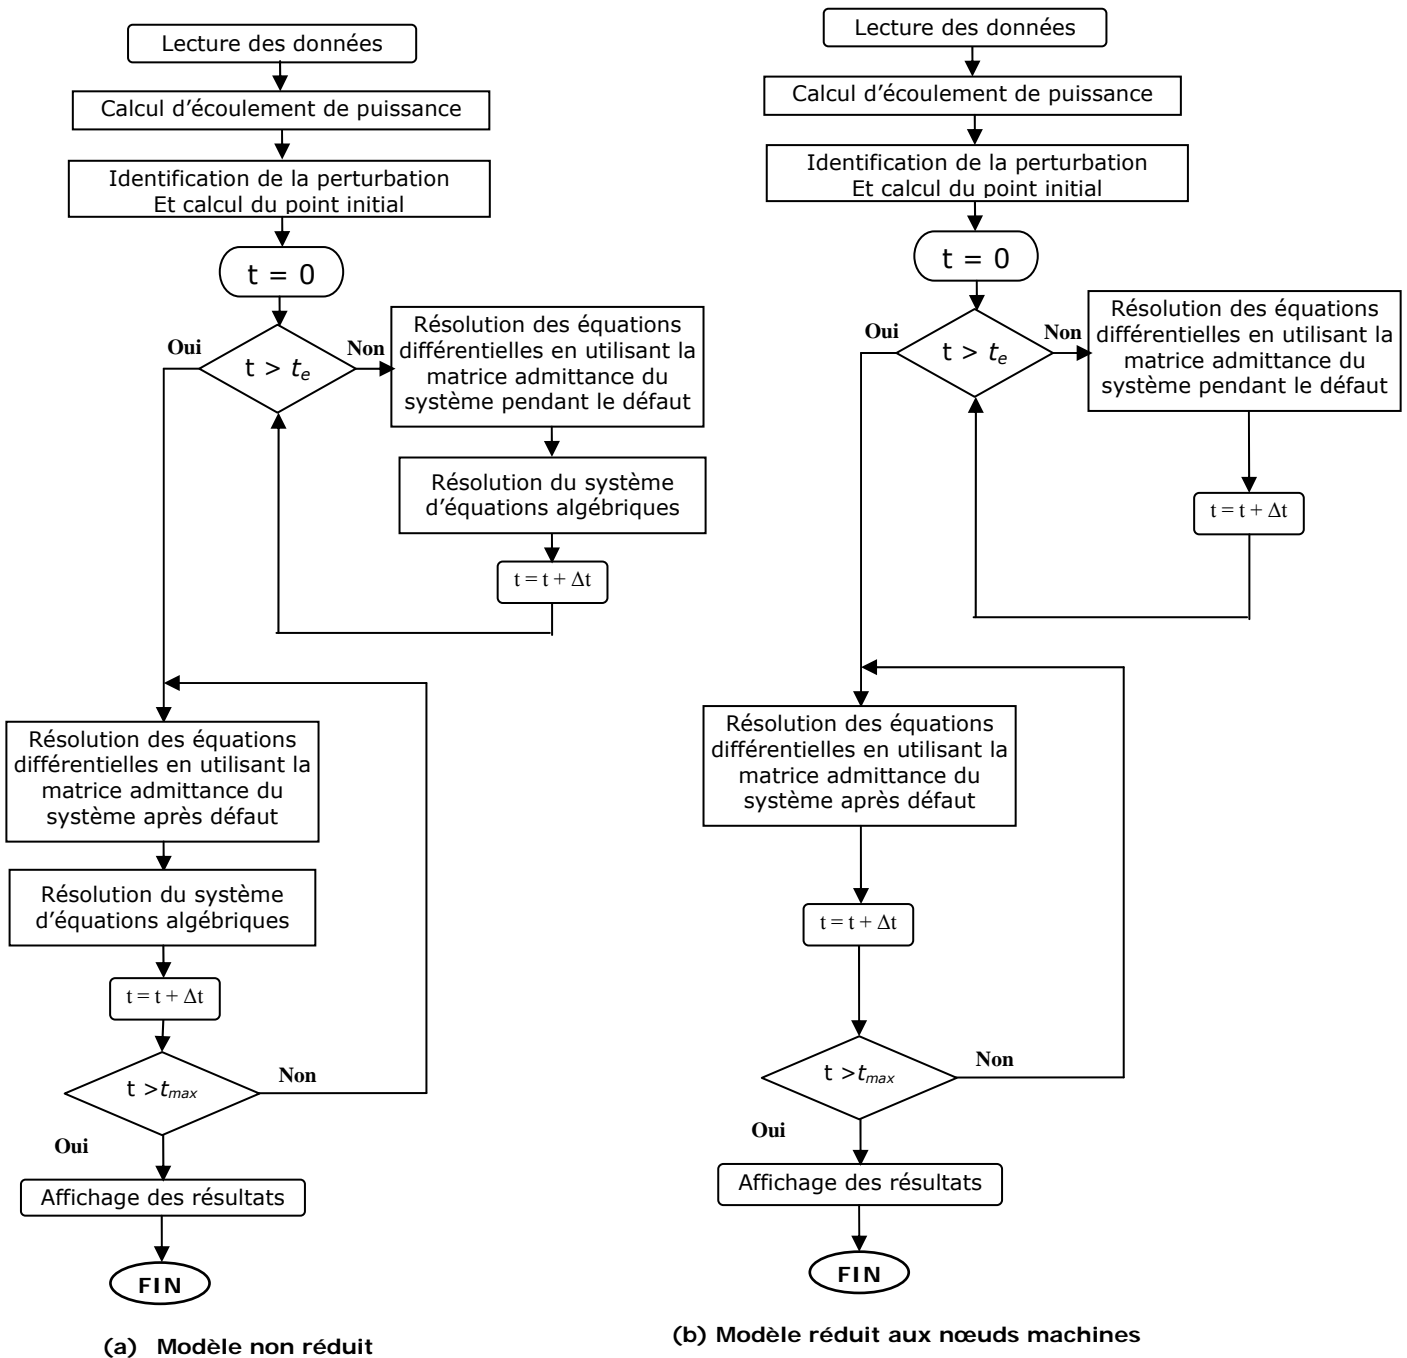 Lecture des données
Calcul d'écoulement de puissance
Identification de la perturbation
Et calcul du point initial
t = 0
t > te
Oui
Non
Résolution des équations
différentielles en utilisant la
matrice admittance du
système pendant le défaut
Résolution du système
d'équations algébriques
t = t + Δt
Résolution des équations
différentielles en utilisant la
matrice admittance du
système après défaut
Résolution du système
d'équations algébriques
t = t + Δt
t >tmax
Non
Oui
Affichage des résultats
FIN
(a) Modèle non réduit
Lecture des données
Calcul d'écoulement de puissance
Identification de la perturbation
Et calcul du point initial
t = 0
t > te
Oui
Non
Résolution des équations
différentielles en utilisant la
matrice admittance du
système pendant le défaut
t = t + Δt
Résolution des équations
différentielles en utilisant la
matrice admittance du
système après défaut
t = t + Δt
t >tmax
Non
Oui
Affichage des résultats
FIN
(b) Modèle réduit aux nœuds machines